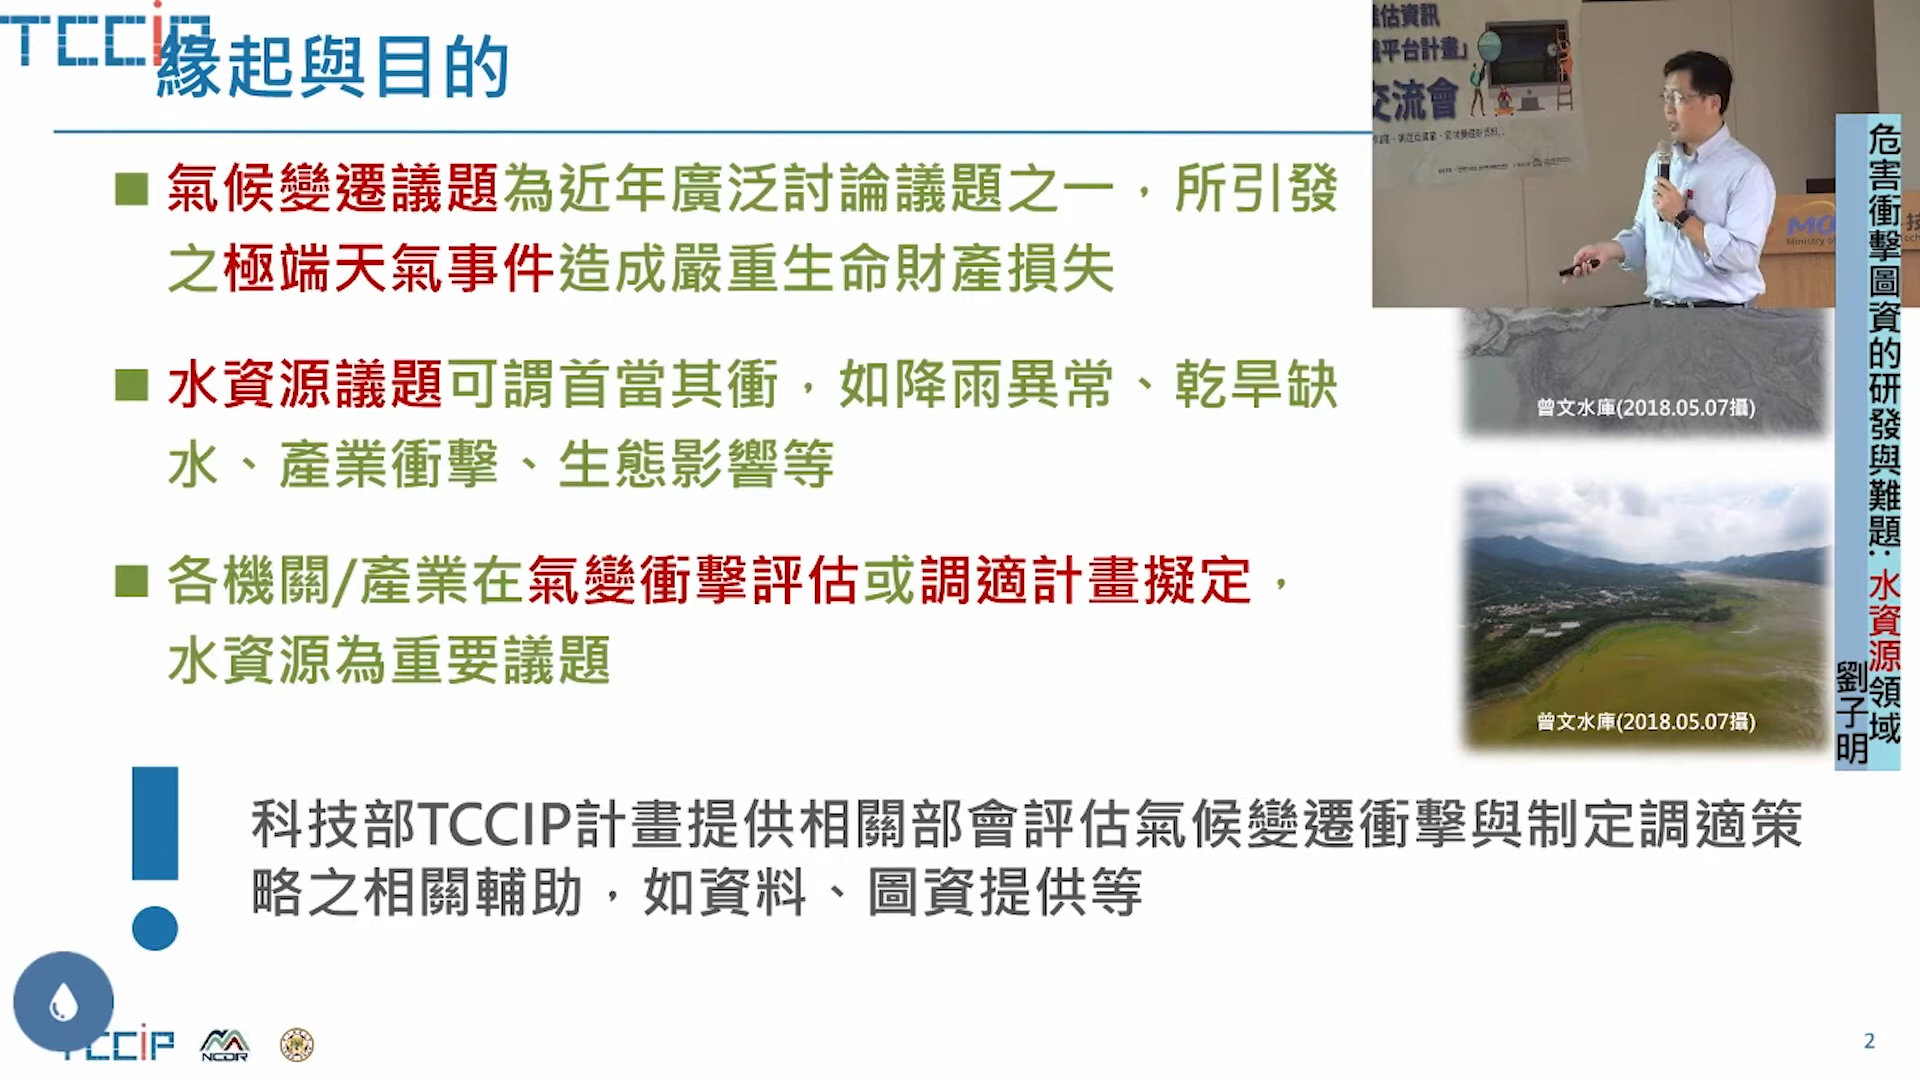 TCCiP
緣起與目的
氣候變遷議題為近年廣泛討論議題之一，所引發
之極端天氣事件造成嚴重生命財產損失
水資源議題可謂首當其衝，如降雨異常、乾旱缺
水、產業衝擊、生態影響等
各機關/產業在氣變衝擊評估或調適計畫擬定，
水資源為重要議題
科技部TCCIP計畫提供相關部會評估氣候變遷衝擊與制定調適策
略之相關輔助，如資料、圖資提供等
估資訊
平台計畫」
交流會
Ministry of
曾文水庫(2018.05.07攝)
曾文水庫(2018.05.07攝)
危害衝擊圖資的研發與難題：水資源領域
劉子明
TCCiP
NCDR
2